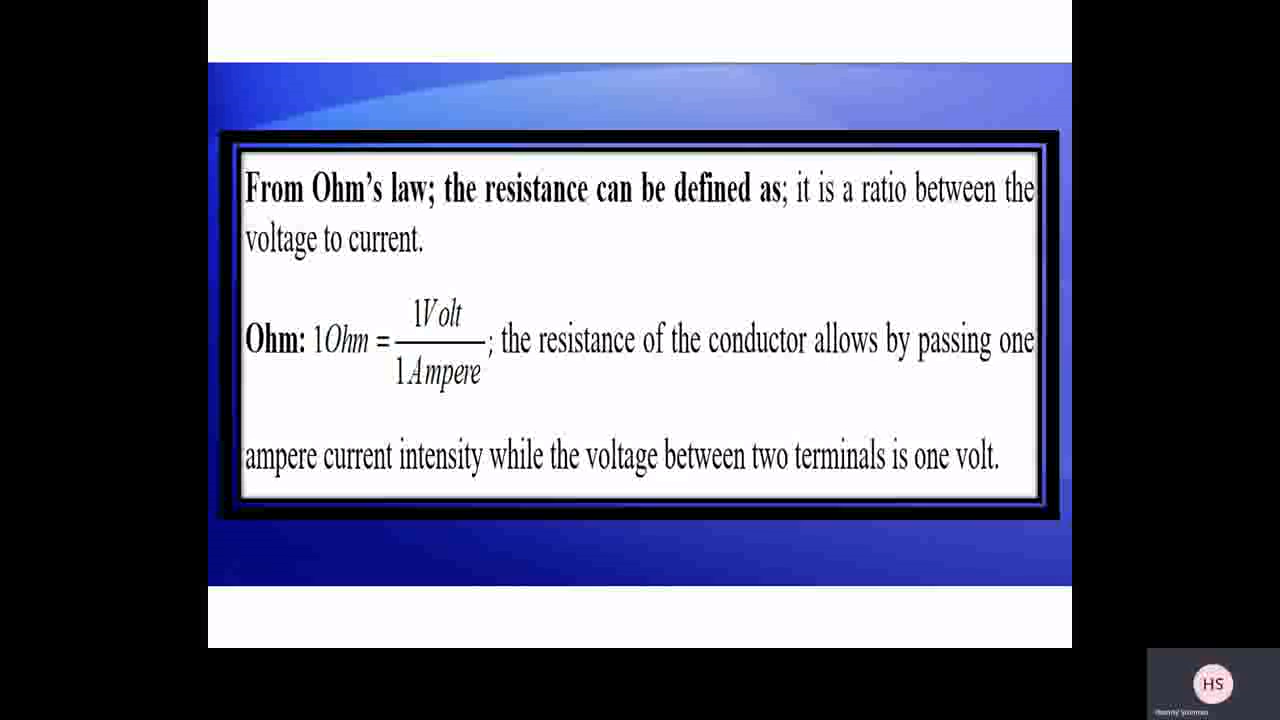 From Ohm's law; the resistance can be defined as; it is a ratio between the
voltage to current.
Ohm: 1Ohm = 1Volt / 1Ampere ; the resistance of the conductor allows by passing one
ampere current intensity while the voltage between two terminals is one volt.
HS